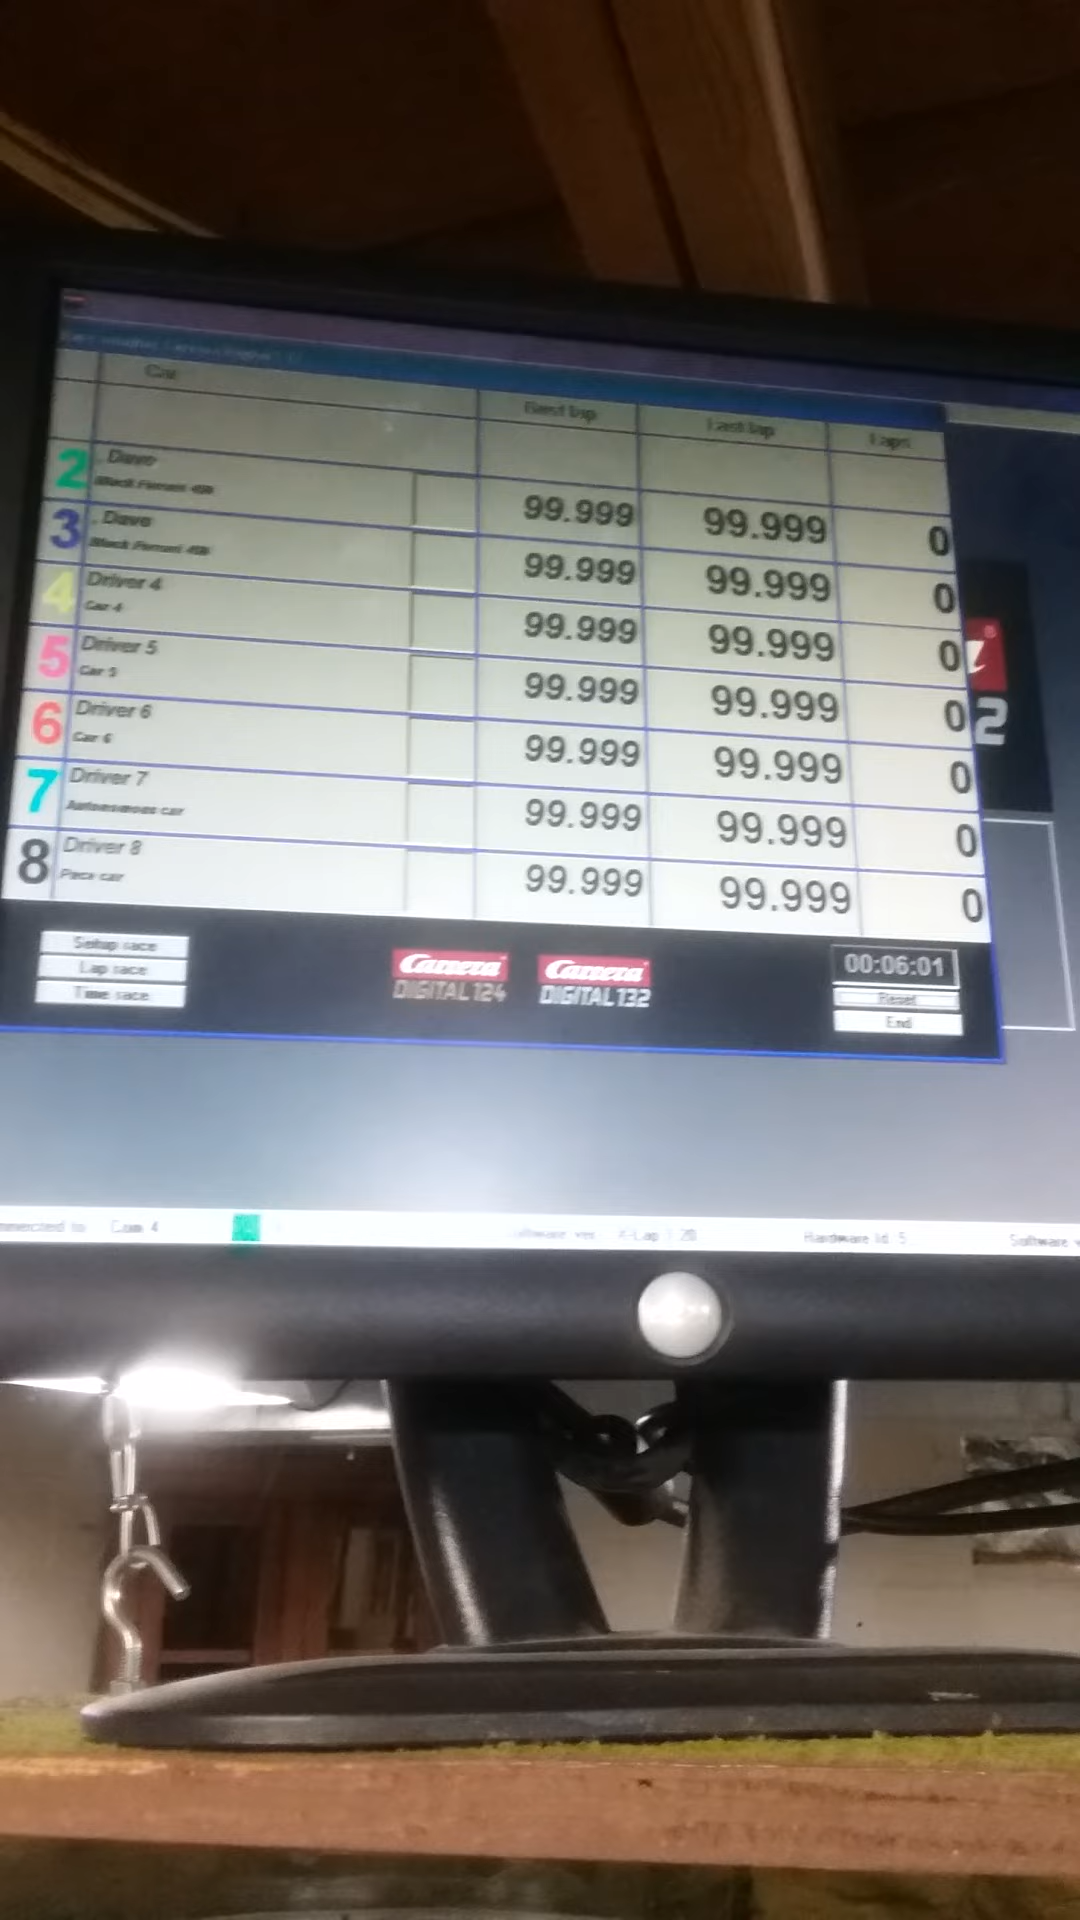 Car Best lap Last lap Laps
2 . Dave
Black Ferrari 458 99.999 99.999 0
3 . Dave
Black Ferrari 458 99.999 99.999 0
4 Driver 4
Car 4 99.999 99.999 0
5 Driver 5
Car 5 99.999 99.999 0
6 Driver 6
Car 6 99.999 99.999 0
7 Driver 7
Autonomous car 99.999 99.999 0
8 Driver 8
Pace car 99.999 99.999 0
2
Setup race
Lap race
Time race
Carrera
DIGITAL 124
Carrera
DIGITAL 132
00:06:01
Reset
End
nnected to Com 4 Hardware Id: 5 Software